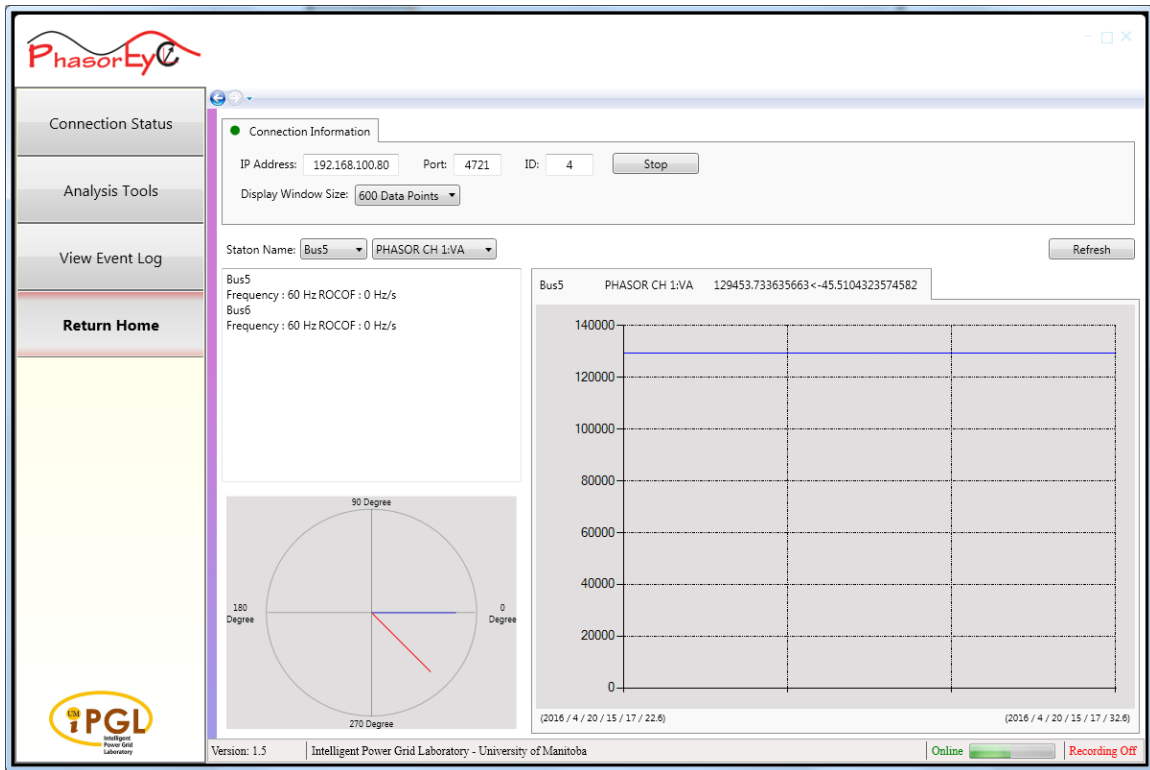 PhasorEye
Connection Status
Analysis Tools
View Event Log
Return Home
Connection Information
IP Address: 192.168.100.80 Port: 4721 ID: 4 Stop
Display Window Size: 600 Data Points
Staton Name: Bus5 PHASOR CH 1:VA Refresh
Bus5
Frequency : 60 Hz ROCOF : 0 Hz/s
Bus6
Frequency : 60 Hz ROCOF : 0 Hz/s
90 Degree
180 Degree
0 Degree
270 Degree
Bus5 PHASOR CH 1:VA 129453.733635663<-45.5104323574582
140000
120000
100000
80000
60000
40000
20000
0
(2016 / 4 / 20 / 15 / 17 / 22.6) (2016 / 4 / 20 / 15 / 17 / 32.6)
UM
iPGL
Intelligent
Power Grid
Laboratory
Version: 1.5 Intelligent Power Grid Laboratory - University of Manitoba Online Recording Off